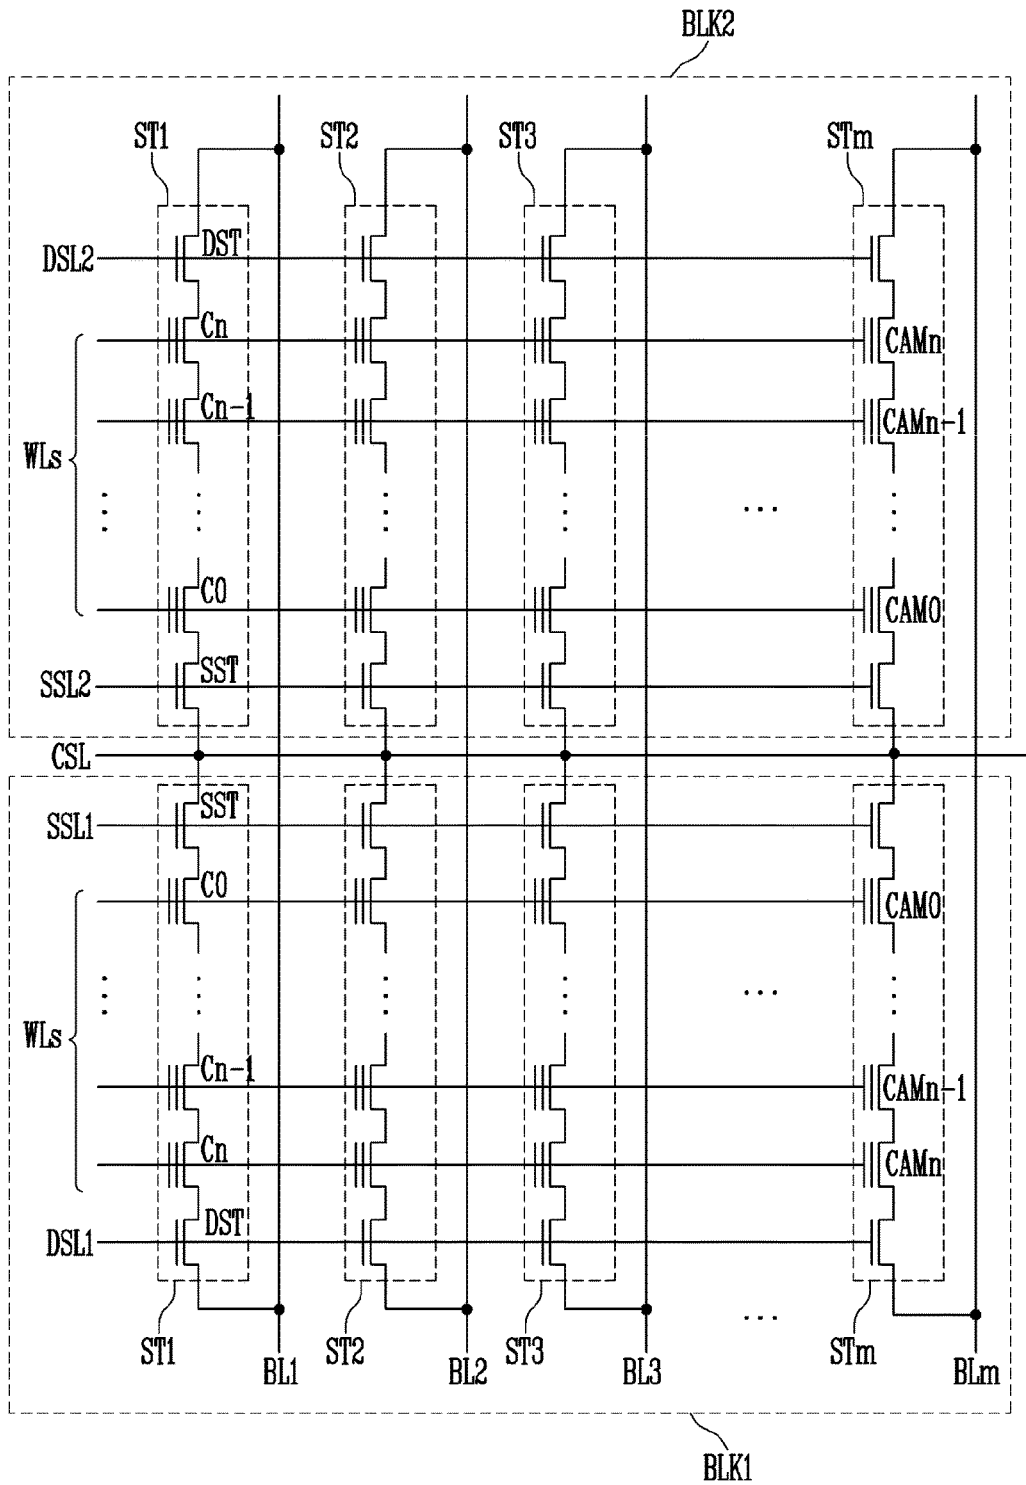 BLK2
ST1 ST2 ST3 STm
DSL2 DST
Cn CAMn
Cn-1 CAMn-1
WLs
C0 CAM0
SSL2 SST
CSL
SSL1 SST
C0 CAM0
WLs
Cn-1 CAMn-1
Cn CAMn
DSL1 DST
ST1 ST2 ST3 STm
BL1 BL2 BL3 BLm
BLK1